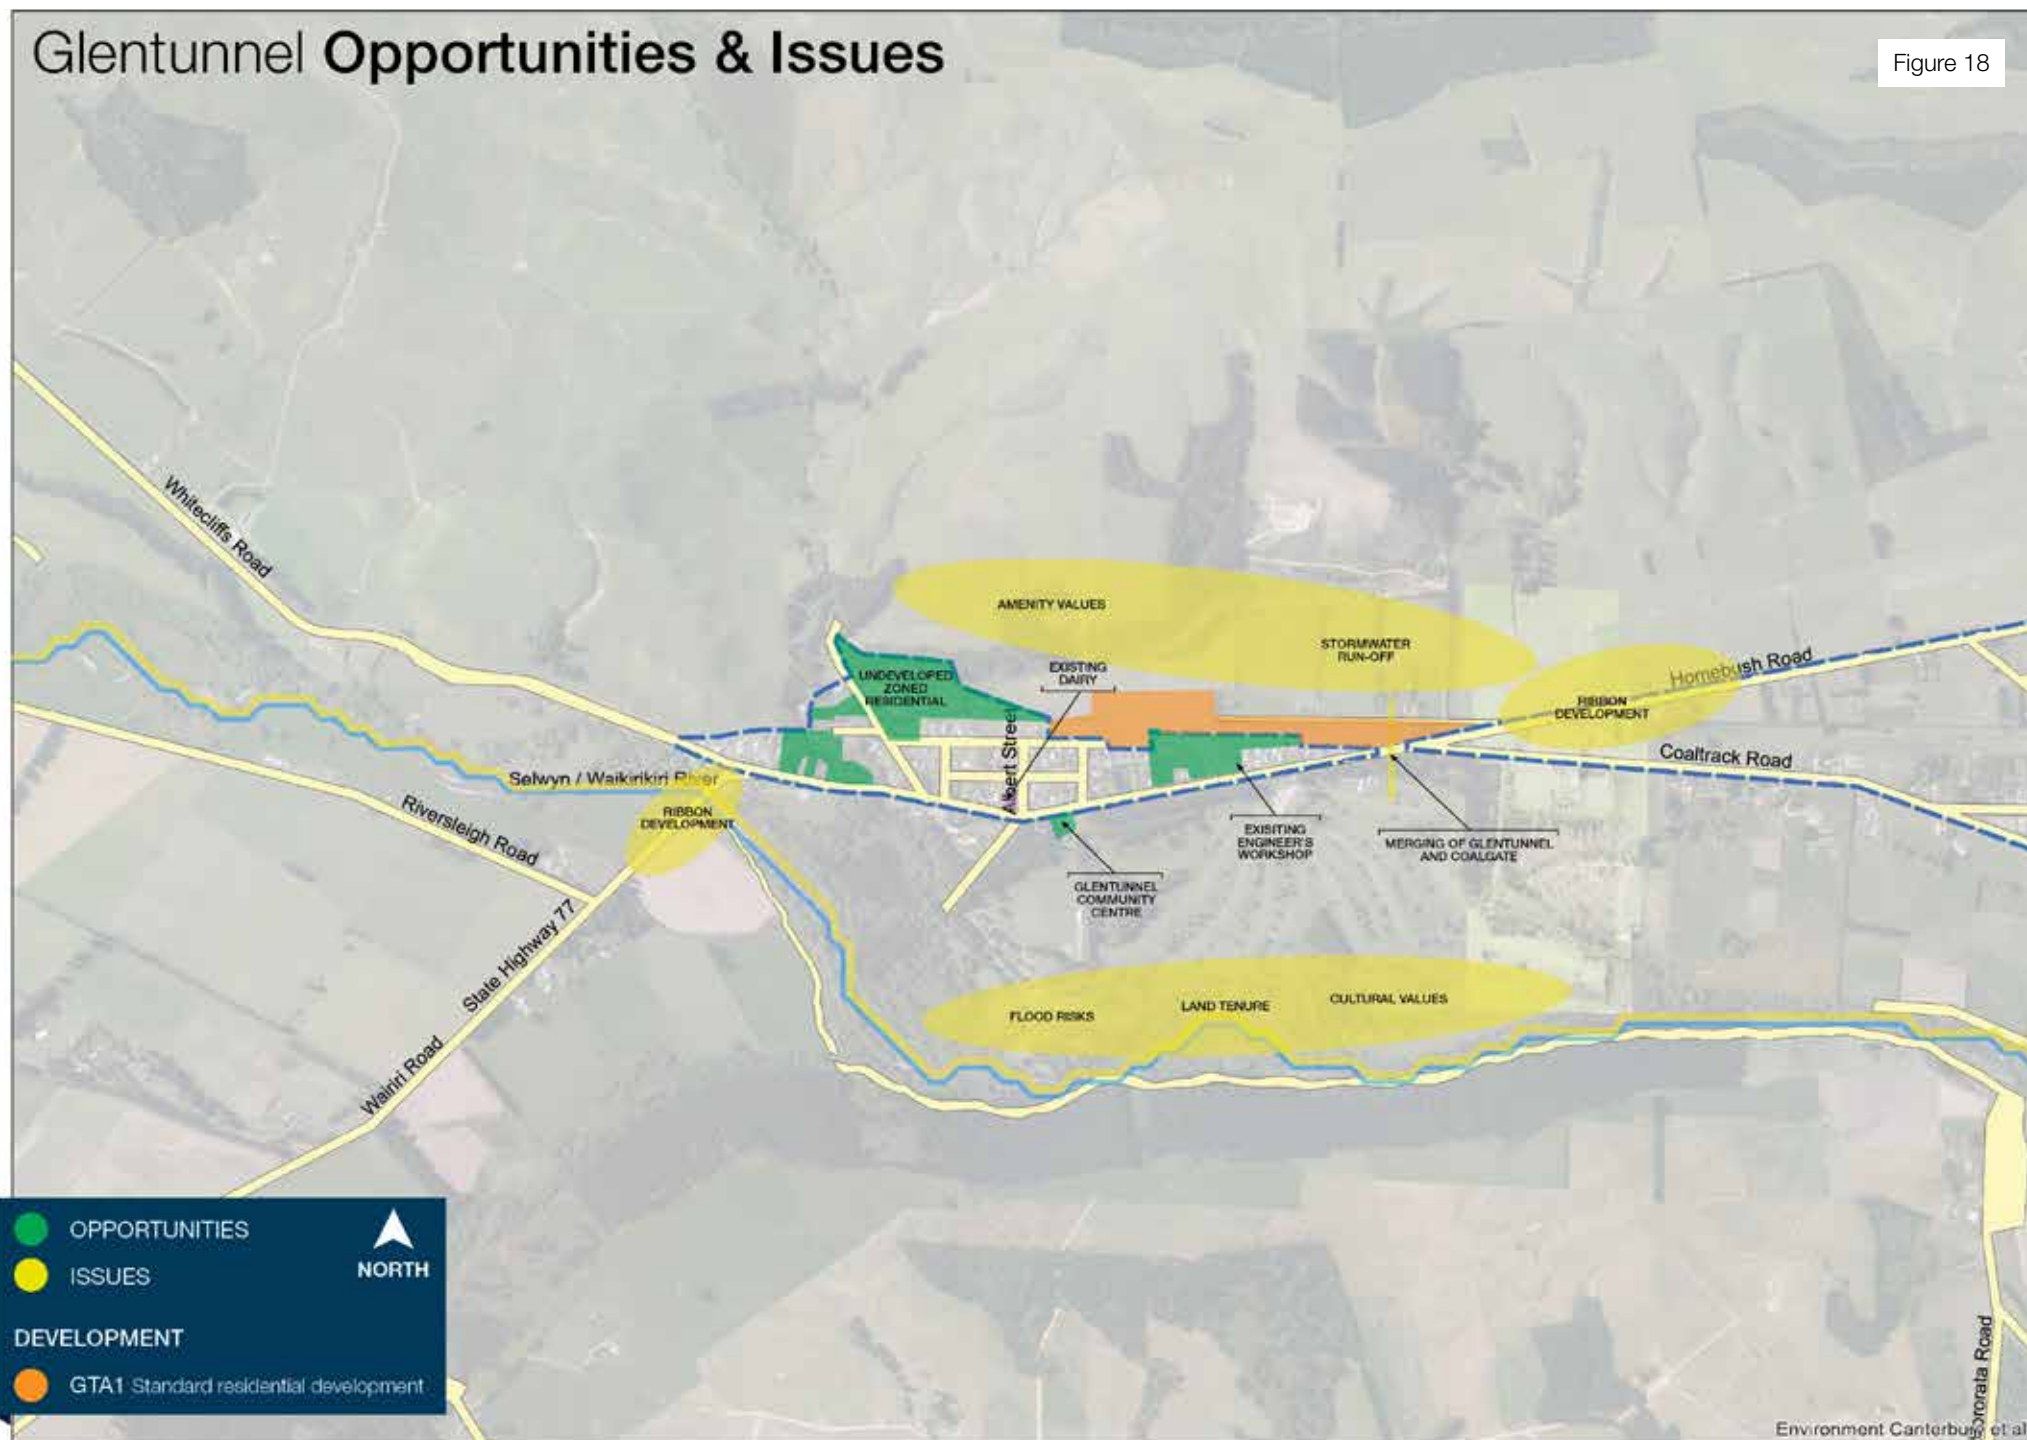 Glentunnel Opportunities & Issues
Figure 18
Whitecliffs Road
AMENITY VALUES
STORMWATER
RUN-OFF
Homebush Road
EXISTING
DAIRY
UNDEVELOPED
ZONED
RESIDENTIAL
RIBBON
DEVELOPMENT
Albert Street
Coaltrack Road
Selwyn / Waikirikiri River
RIBBON
DEVELOPMENT
Riversleigh Road
EXISITING
ENGINEER'S
WORKSHOP
MERGING OF GLENTUNNEL
AND COALGATE
GLENTUNNEL
COMMUNITY
CENTRE
State Highway 77
FLOOD RISKS
LAND TENURE
CULTURAL VALUES
Wairiri Road
OPPORTUNITIES
ISSUES
NORTH
DEVELOPMENT
GTA1 Standard residential development
Road
Environment Canterbury et al